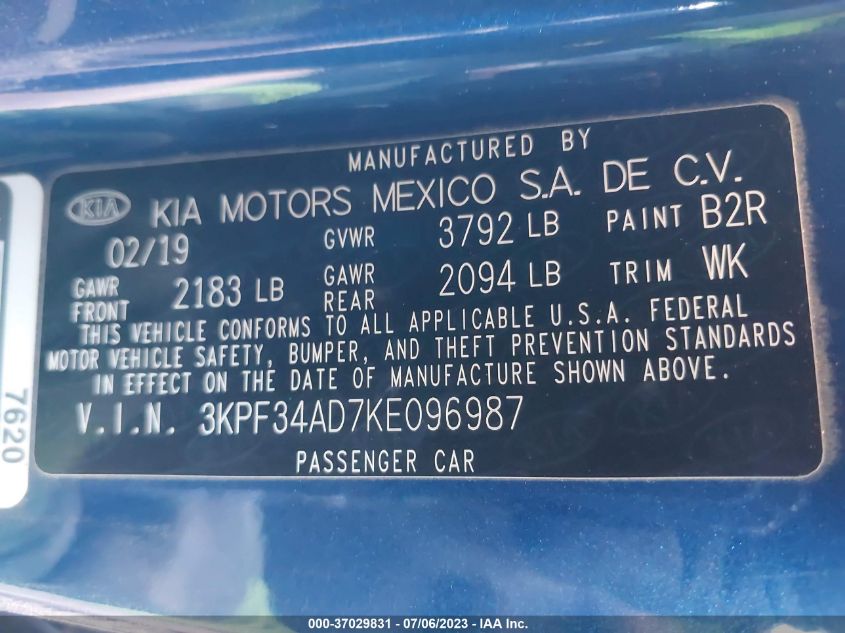 MANUFACTURED BY
KIA KIA MOTORS MEXICO S.A. DE C.V.
02/19 GVWR 3792 LB PAINT B2R
GAWR FRONT 2183 LB GAWR REAR 2094 LB TRIM WK
THIS VEHICLE CONFORMS TO ALL APPLICABLE U.S.A. FEDERAL
MOTOR VEHICLE SAFETY, BUMPER, AND THEFT PREVENTION STANDARDS
IN EFFECT ON THE DATE OF MANUFACTURE SHOWN ABOVE.
V.I.N. 3KPF34AD7KE096987
PASSENGER CAR
7620
000-37029831 - 07/06/2023 - IAA Inc.